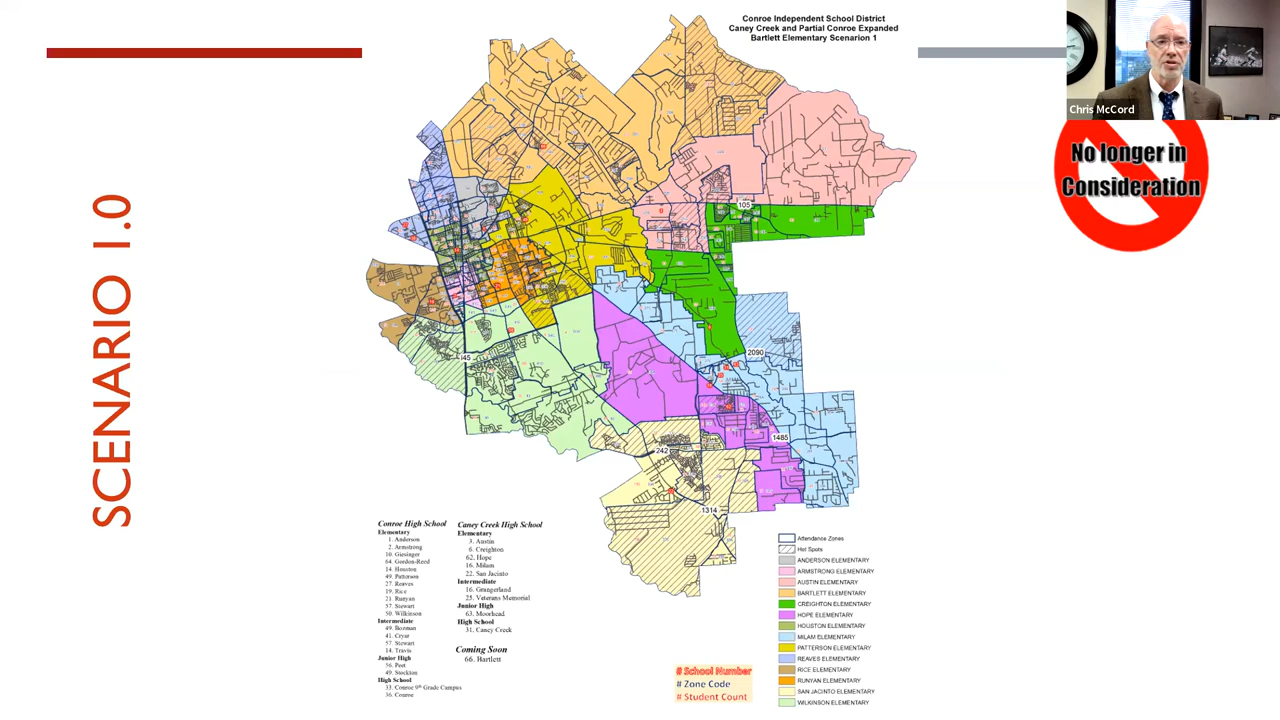 Conroe Independent School District
Caney Creek and Partial Conroe Expanded
Bartlett Elementary Scenarion 1
Chris McCord
No longer in
Consideration
SCENARIO 1.0
105
I45
2090
1485
242
1314
Conroe High School
Elementary
1. Anderson
2. Armstrong
10. Giesinger
64. Gordon-Reed
14. Houston
49. Patterson
27. Reaves
19. Rice
21. Runyan
57. Stewart
50. Wilkinson
Intermediate
49. Bozman
41. Cryar
57. Stewart
14. Travis
Junior High
56. Peet
49. Stockton
High School
33. Conroe 9th Grade Campus
36. Conroe
Caney Creek High School
Elementary
3. Austin
6. Creighton
62. Hope
16. Milam
22. San Jacinto
Intermediate
16. Grangerland
25. Veterans Memorial
Junior High
63. Moorhead
High School
31. Caney Creek
Coming Soon
66. Bartlett
# School Number
# Zone Code
# Student Count
Attendance Zones
Hot Spots
ANDERSON ELEMENTARY
ARMSTRONG ELEMENTARY
AUSTIN ELEMENTARY
BARTLETT ELEMENTARY
CREIGHTON ELEMENTARY
HOPE ELEMENTARY
HOUSTON ELEMENTARY
MILAM ELEMENTARY
PATTERSON ELEMENTARY
REAVES ELEMENTARY
RICE ELEMENTARY
RUNYAN ELEMENTARY
SAN JACINTO ELEMENTARY
WILKINSON ELEMENTARY